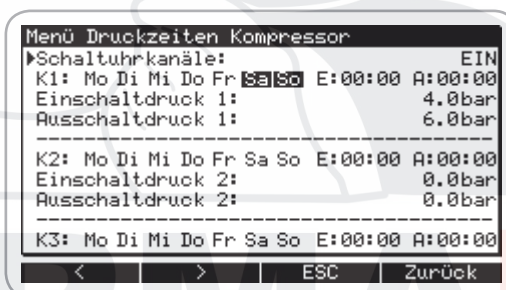 Menü Druckzeiten Kompressor
▶Schaltuhrkanäle: EIN
K1: Mo Di Mi Do Fr Sa So E:00:00 A:00:00
Einschaltdruck 1: 4.0bar
Ausschaltdruck 1: 6.0bar
----------------------------------------
K2: Mo Di Mi Do Fr Sa So E:00:00 A:00:00
Einschaltdruck 2: 0.0bar
Ausschaltdruck 2: 0.0bar
----------------------------------------
K3: Mo Di Mi Do Fr Sa So E:00:00 A:00:00
< > ESC Zurück